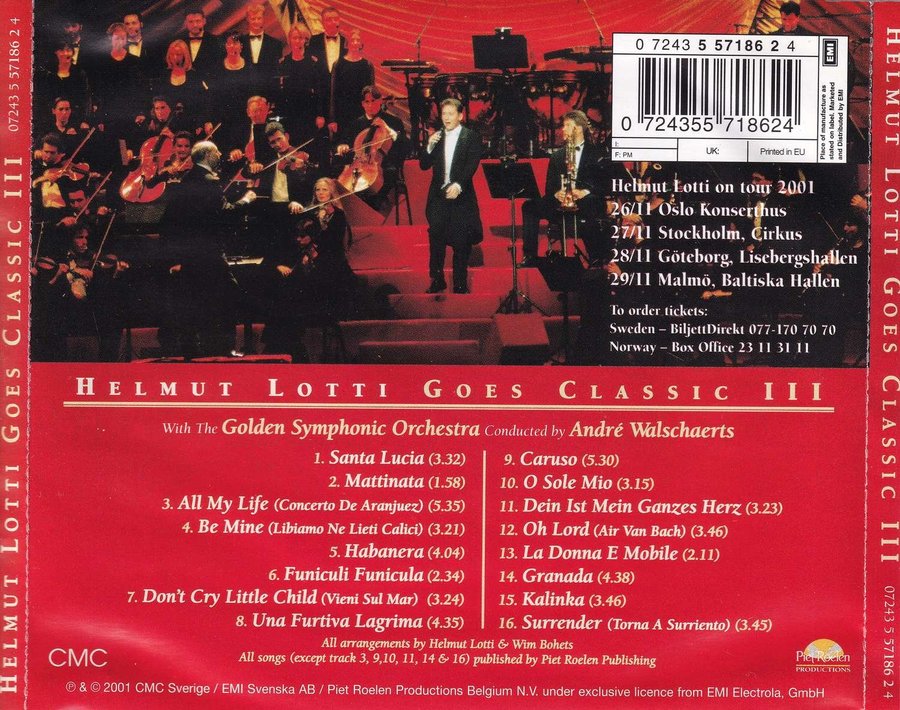 HELMUT LOTTI GOES CLASSIC III
07243 5 57186 2 4
0 7243 5 57186 2 4
EMI
0 724355 718624
I:
F: PM
UK:
Printed in EU
Place of manufacture as
stated on label. Marketed
and Distributed by EMI
Helmut Lotti on tour 2001
26/11 Oslo Konserthus
27/11 Stockholm, Cirkus
28/11 Göteborg, Lisebergshallen
29/11 Malmö, Baltiska Hallen
To order tickets:
Sweden – BiljettDirekt 077-170 70 70
Norway – Box Office 23 11 31 11
HELMUT LOTTI GOES CLASSIC III
With The Golden Symphonic Orchestra Conducted by André Walschaerts
1. Santa Lucia (3.32)
2. Mattinata (1.58)
3. All My Life (Concerto De Aranjuez) (5.35)
4. Be Mine (Libiamo Ne Lieti Calici) (3.21)
5. Habanera (4.04)
6. Funiculi Funicula (2.34)
7. Don't Cry Little Child (Vieni Sul Mar) (3.24)
8. Una Furtiva Lagrima (4.35)
9. Caruso (5.30)
10. O Sole Mio (3.15)
11. Dein Ist Mein Ganzes Herz (3.23)
12. Oh Lord (Air Van Bach) (3.46)
13. La Donna E Mobile (2.11)
14. Granada (4.38)
15. Kalinka (3.46)
16. Surrender (Torna A Surriento) (3.45)
All arrangements by Helmut Lotti & Wim Bohets
All songs (except track 3, 9,10, 11, 14 & 16) published by Piet Roelen Publishing
CMC
Piet Roelen
PRODUCTIONS
℗ & © 2001 CMC Sverige / EMI Svenska AB / Piet Roelen Productions Belgium N.V. under exclusive licence from EMI Electrola, GmbH
HELMUT LOTTI GOES CLASSIC III
07243 5 57186 2 4